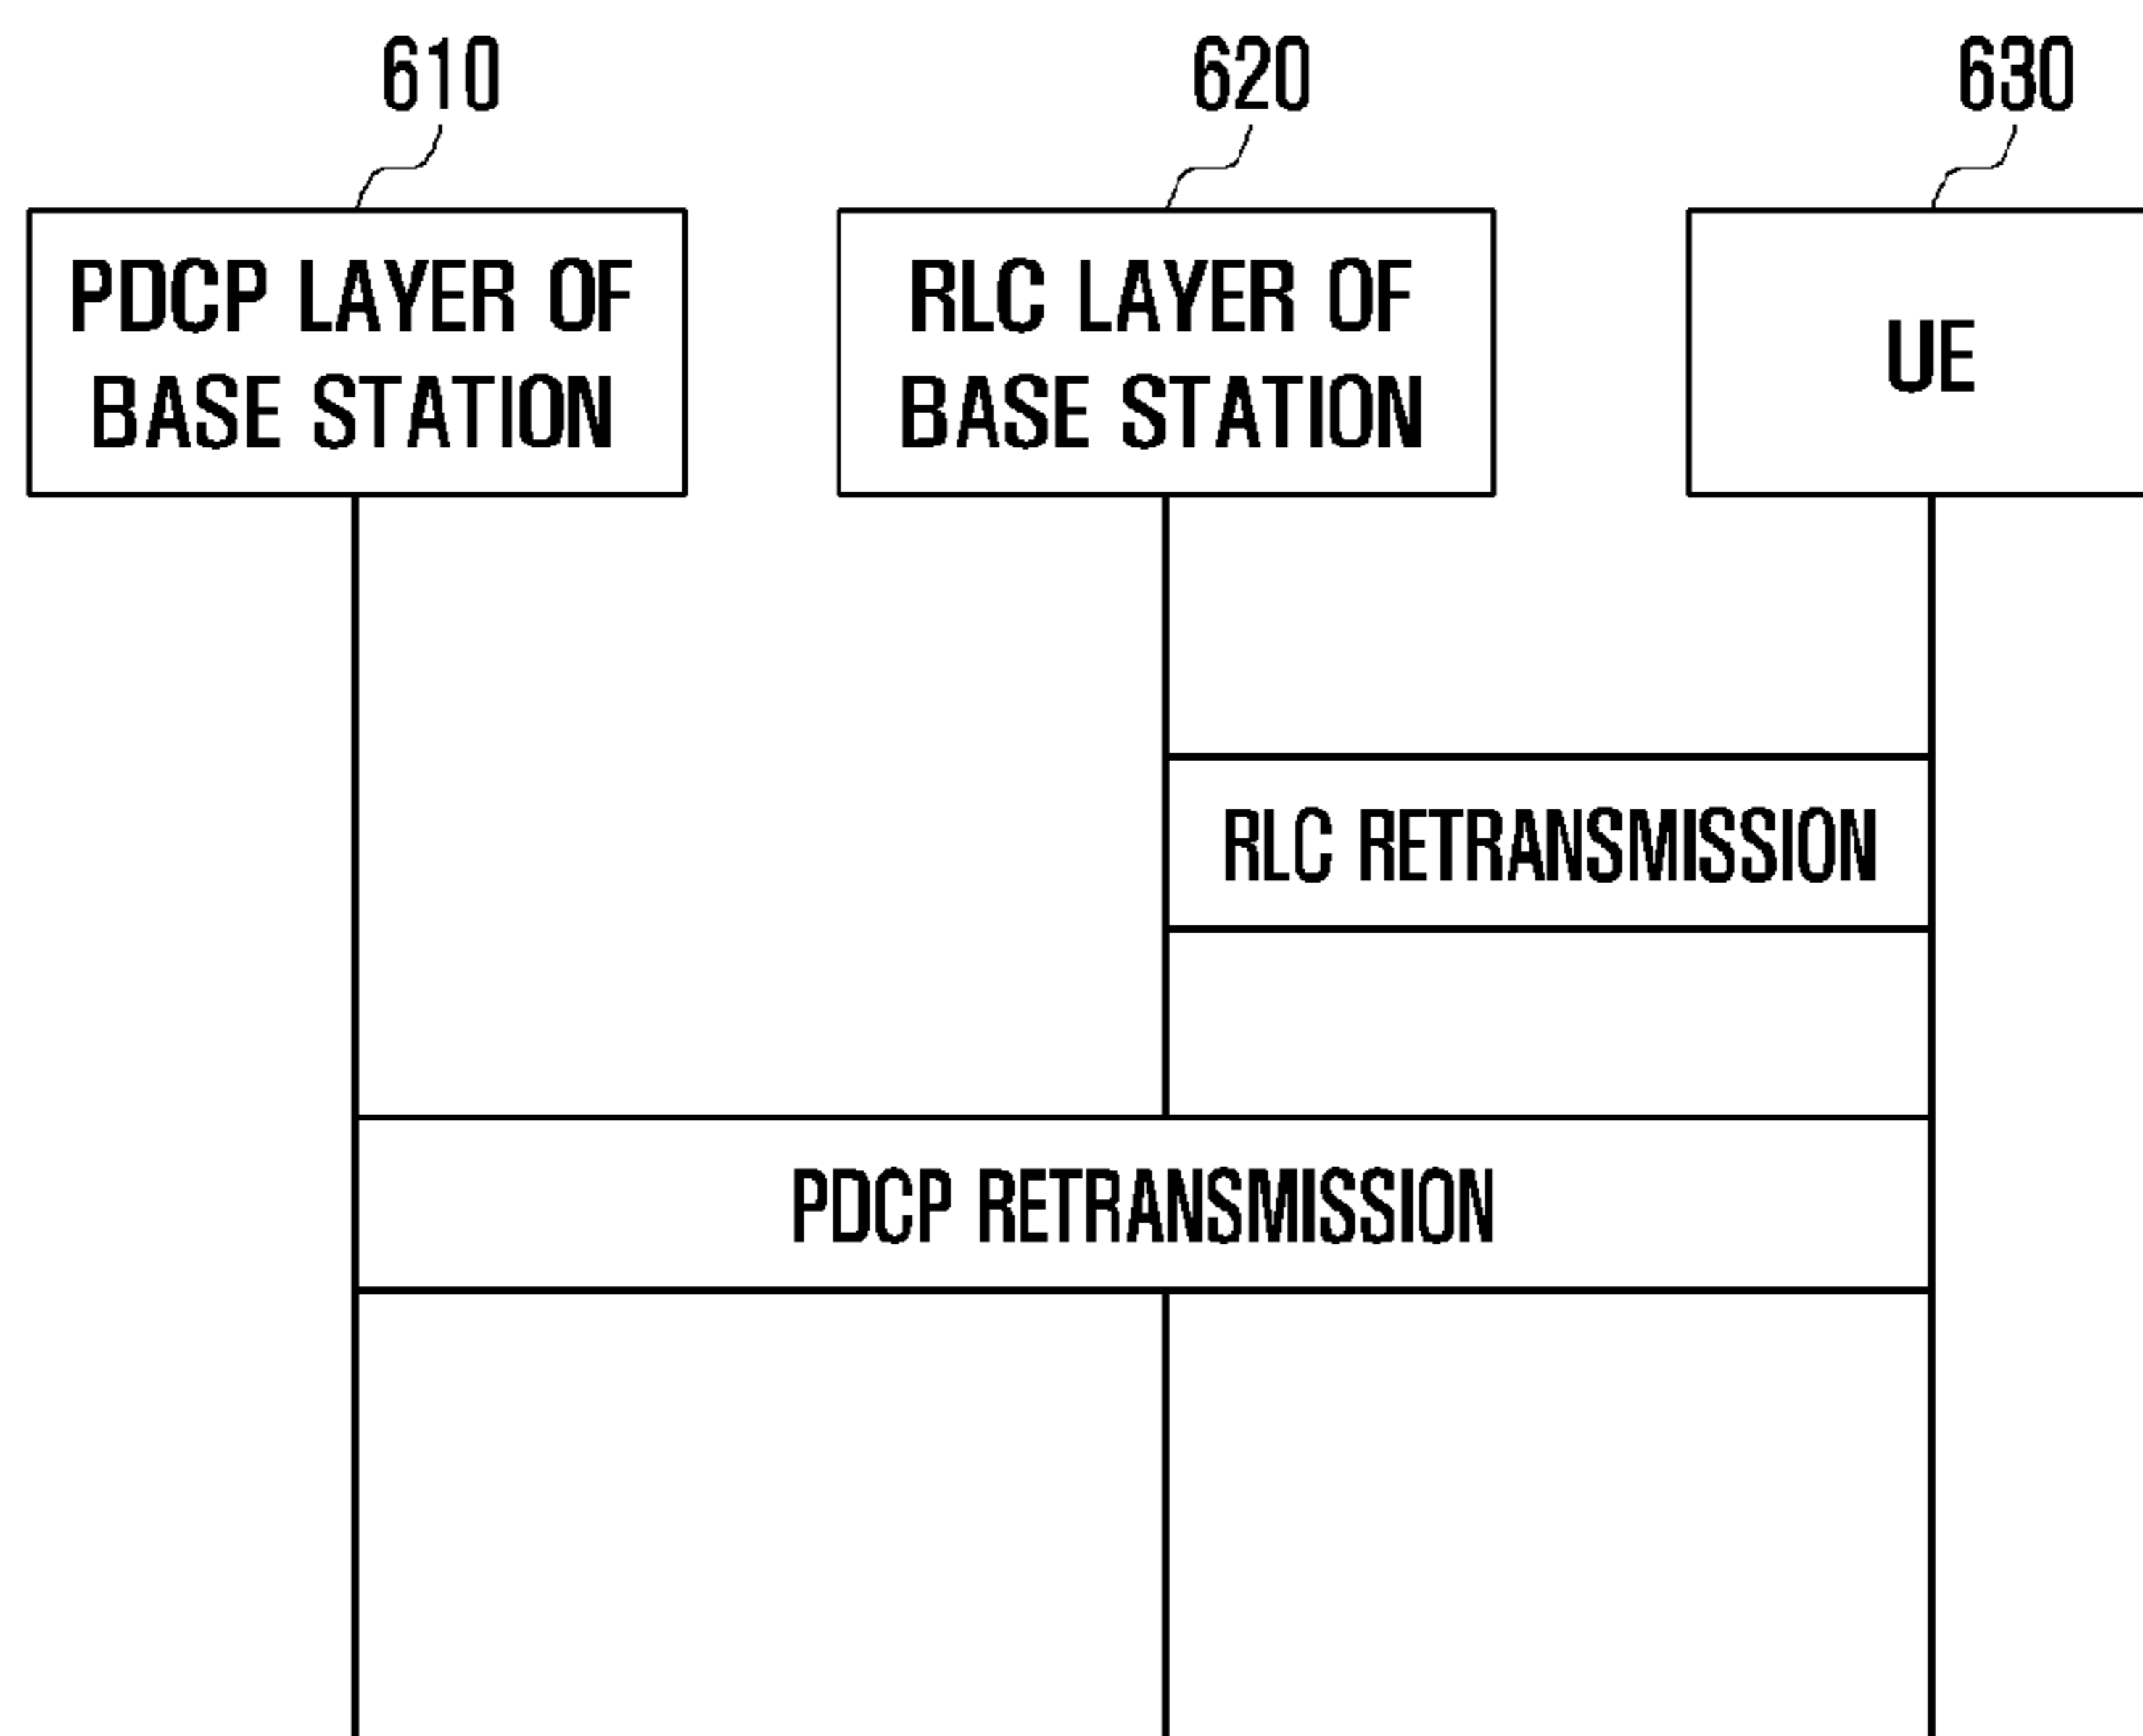 610
620
630
PDCP LAYER OF
BASE STATION
RLC LAYER OF
BASE STATION
UE
RLC RETRANSMISSION
PDCP RETRANSMISSION